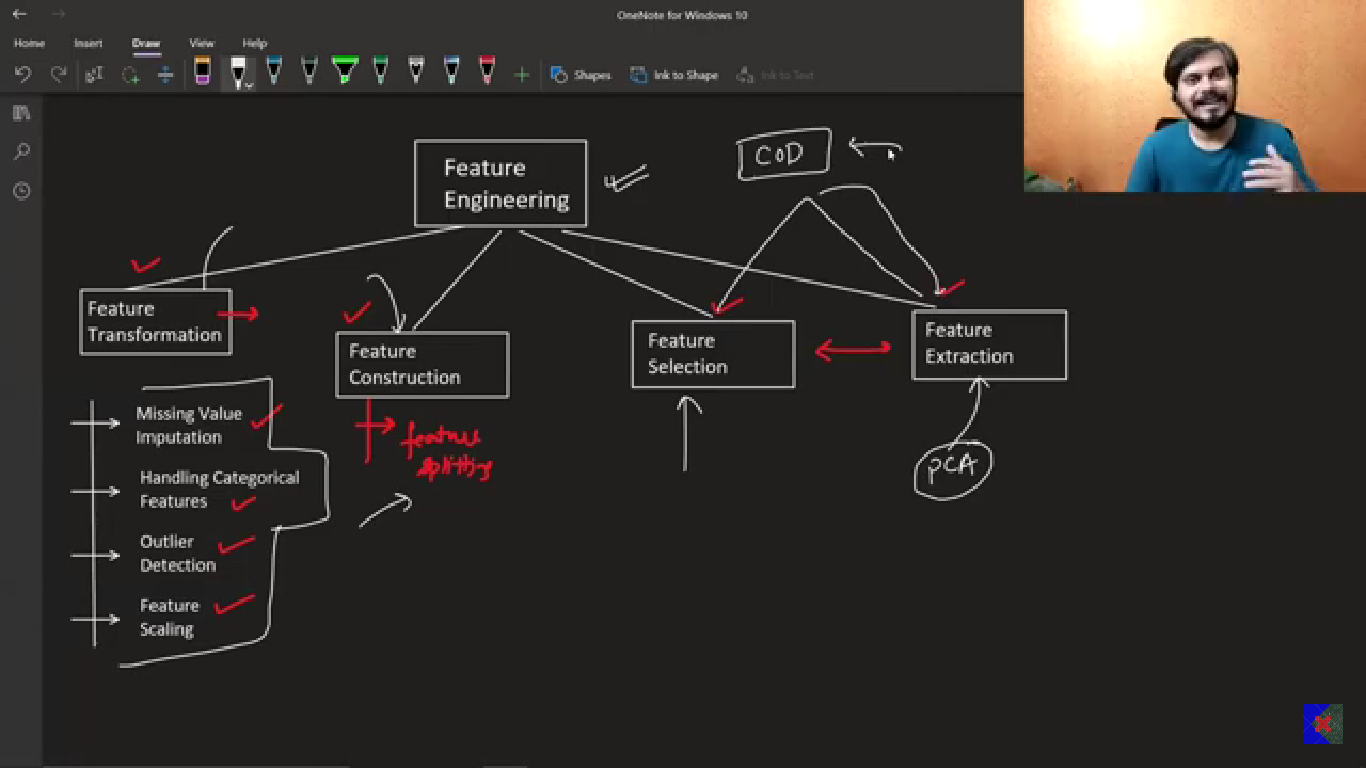 OneNote for Windows 10
Home Insert Draw View Help
Shapes Ink to Shape Ink to Text
Feature
Engineering
COD
Feature
Transformation
Feature
Construction
Feature
Selection
Feature
Extraction
Missing Value
Imputation
feature
splitting
Handling Categorical
Features
PCA
Outlier
Detection
Feature
Scaling